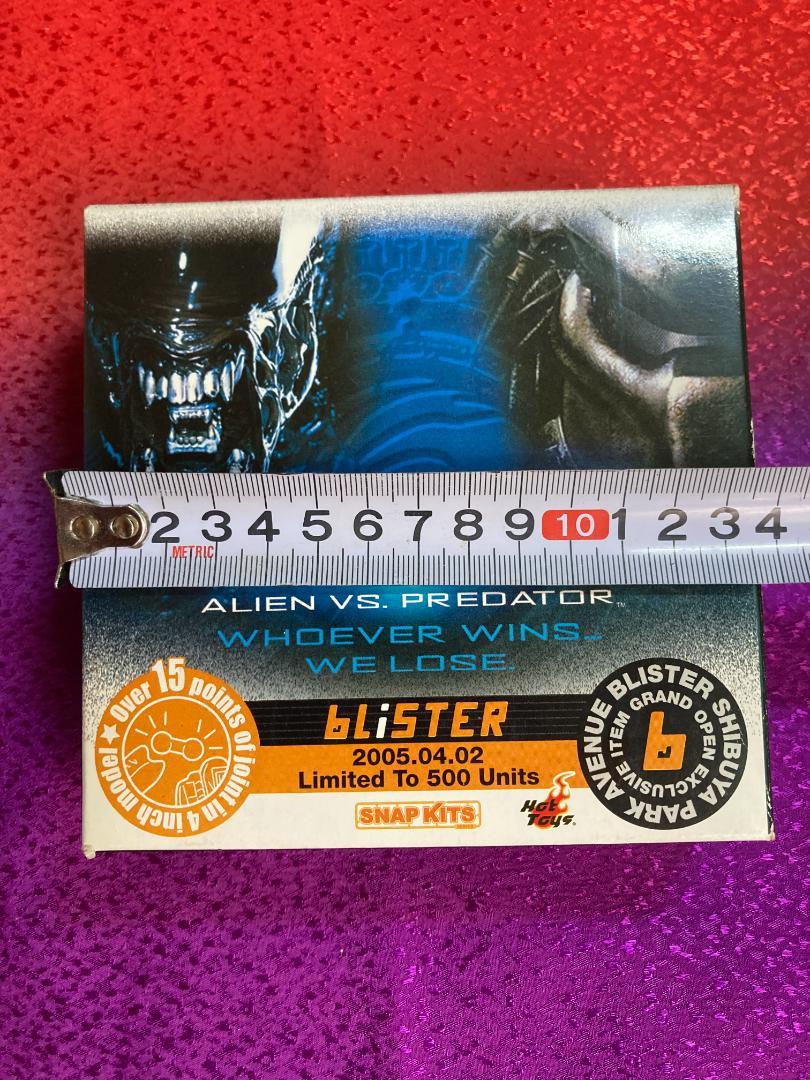 2 3 4 5 6 7 8 9 10 1 2 3 4
METRIC
ALIEN VS. PREDATOR™
WHOEVER WINS...
WE LOSE.
★ Over 15 points of joint in 4 inch model
bLiSTER
2005.04.02
Limited To 500 Units
SNAP KITS
SERIES
Hot
Toys®
BLISTER SHIBUYA PARK AVENUE
GRAND OPEN EXCLUSIVE ITEM
b